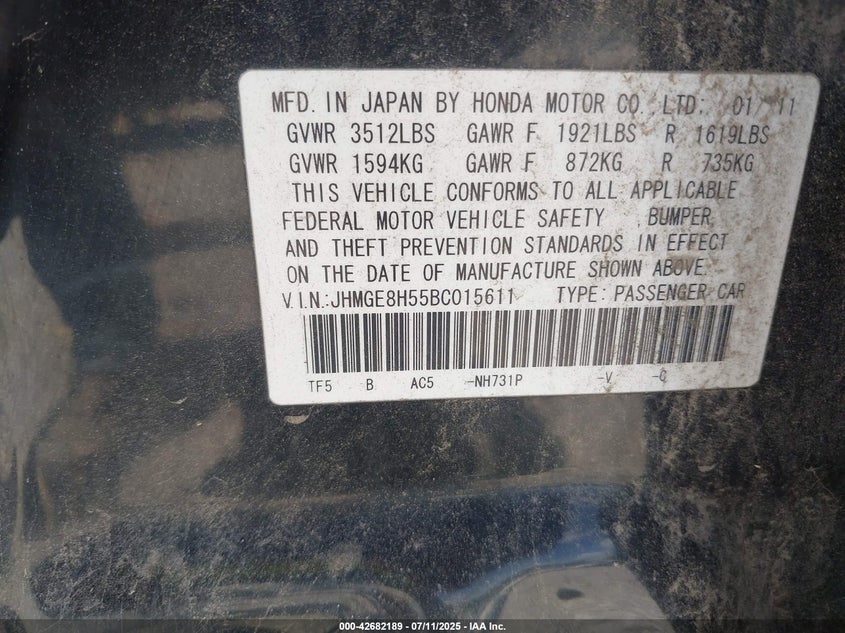 MFD. IN JAPAN BY HONDA MOTOR CO.,LTD. 01/11
GVWR 3512LBS GAWR F 1921LBS R 1619LBS
GVWR 1594KG GAWR F 872KG R 735KG
THIS VEHICLE CONFORMS TO ALL APPLICABLE
FEDERAL MOTOR VEHICLE SAFETY ,BUMPER,
AND THEFT PREVENTION STANDARDS IN EFFECT
ON THE DATE OF MANUFACTURE SHOWN ABOVE.
V.I.N.:JHMGE8H55BC015611 TYPE: PASSENGER CAR
TF5 B AC5 -NH731P -V -C
000-42682189 - 07/11/2025 - IAA Inc.